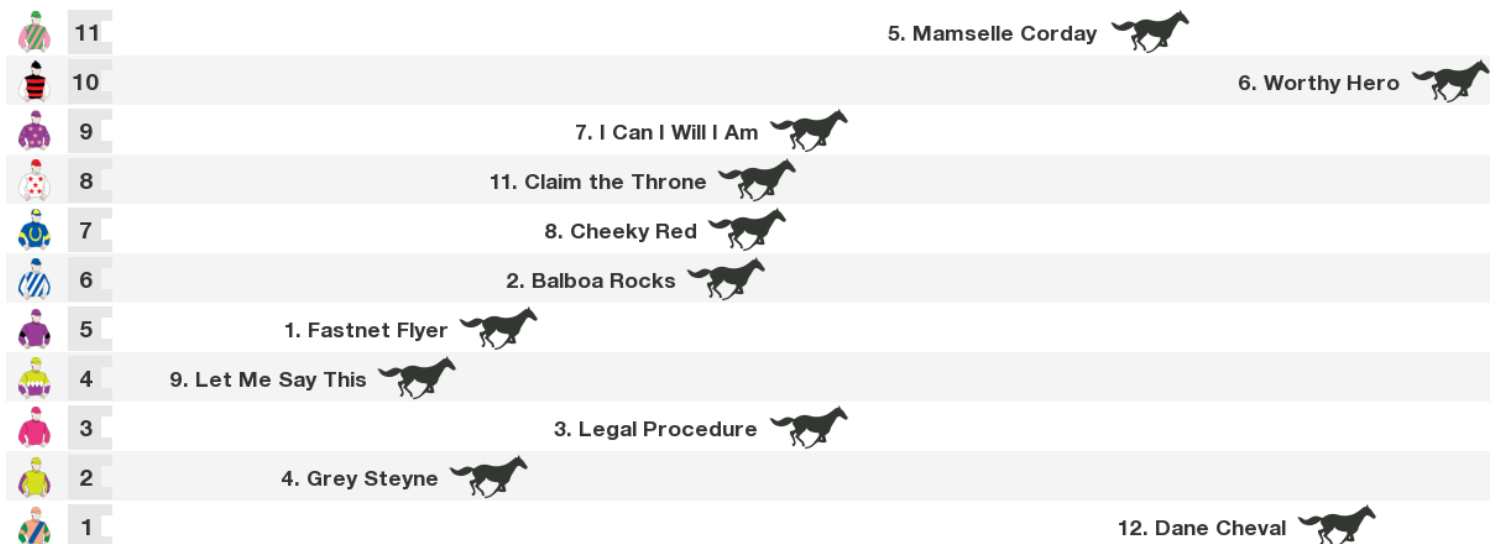 11 5. Mamselle Corday
10 6. Worthy Hero
9 7. I Can I Will I Am
8 11. Claim the Throne
7 8. Cheeky Red
6 2. Balboa Rocks
5 1. Fastnet Flyer
4 9. Let Me Say This
3 3. Legal Procedure
2 4. Grey Steyne
1 12. Dane Cheval